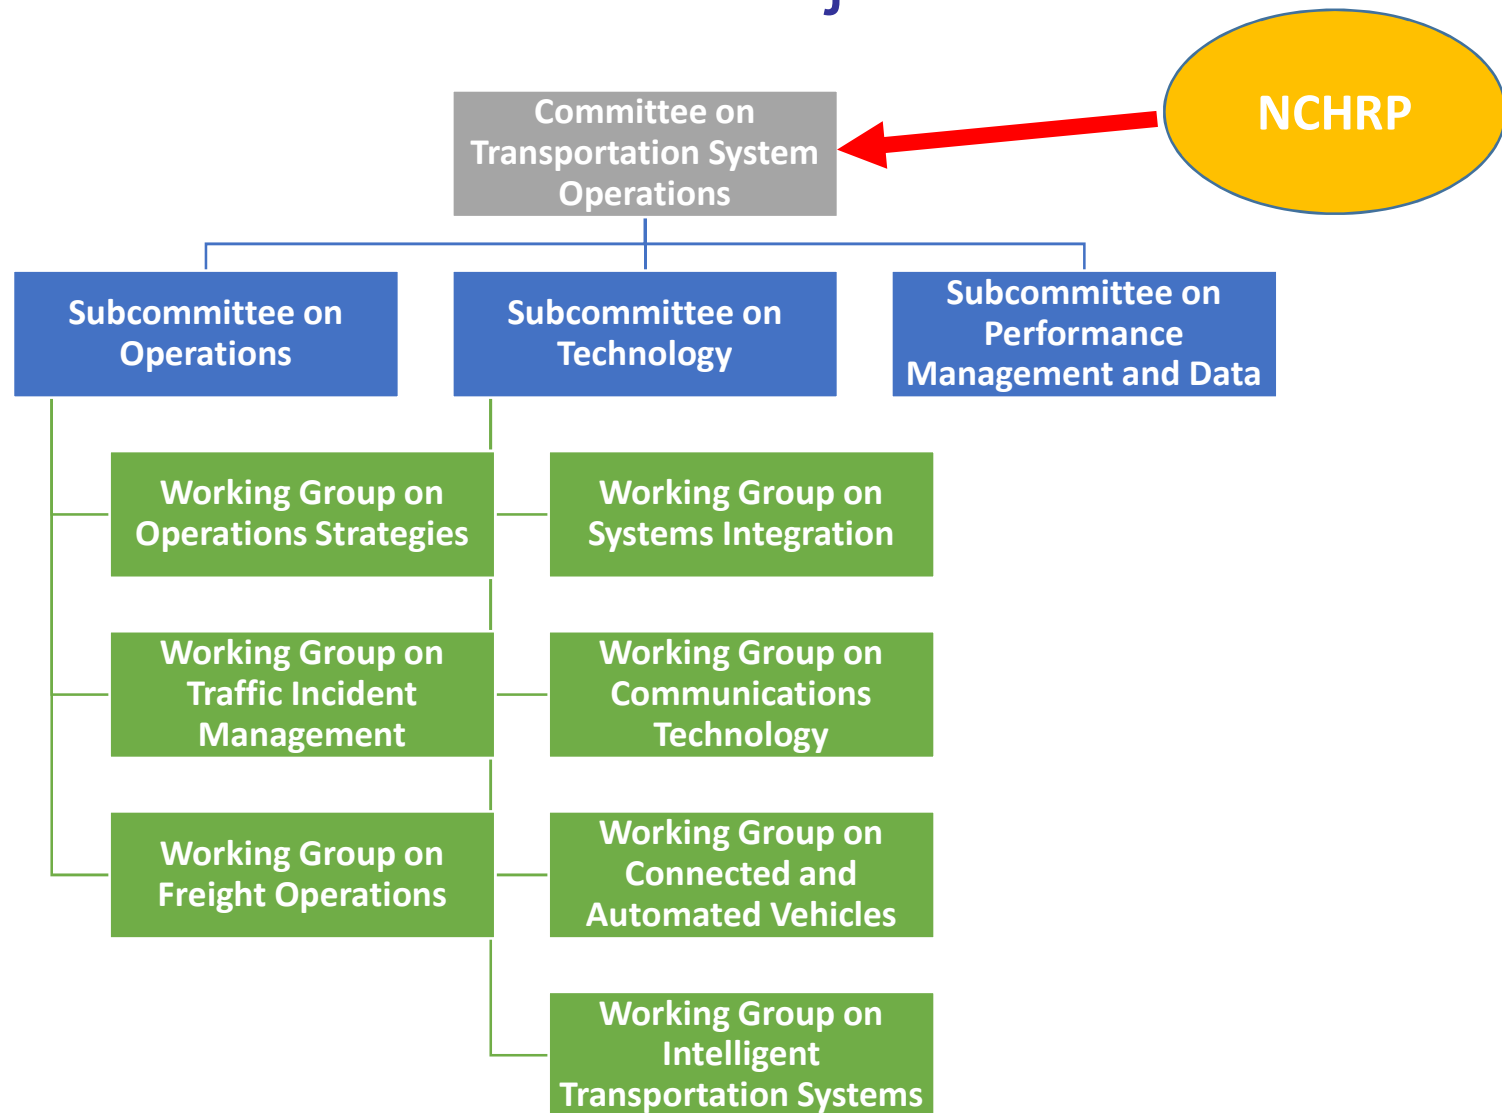 Committee on
Transportation System
Operations
NCHRP
Subcommittee on
Operations
Subcommittee on
Technology
Subcommittee on
Performance
Management and Data
Working Group on
Operations Strategies
Working Group on
Systems Integration
Working Group on
Traffic Incident
Management
Working Group on
Communications
Technology
Working Group on
Freight Operations
Working Group on
Connected and
Automated Vehicles
Working Group on
Intelligent
Transportation Systems